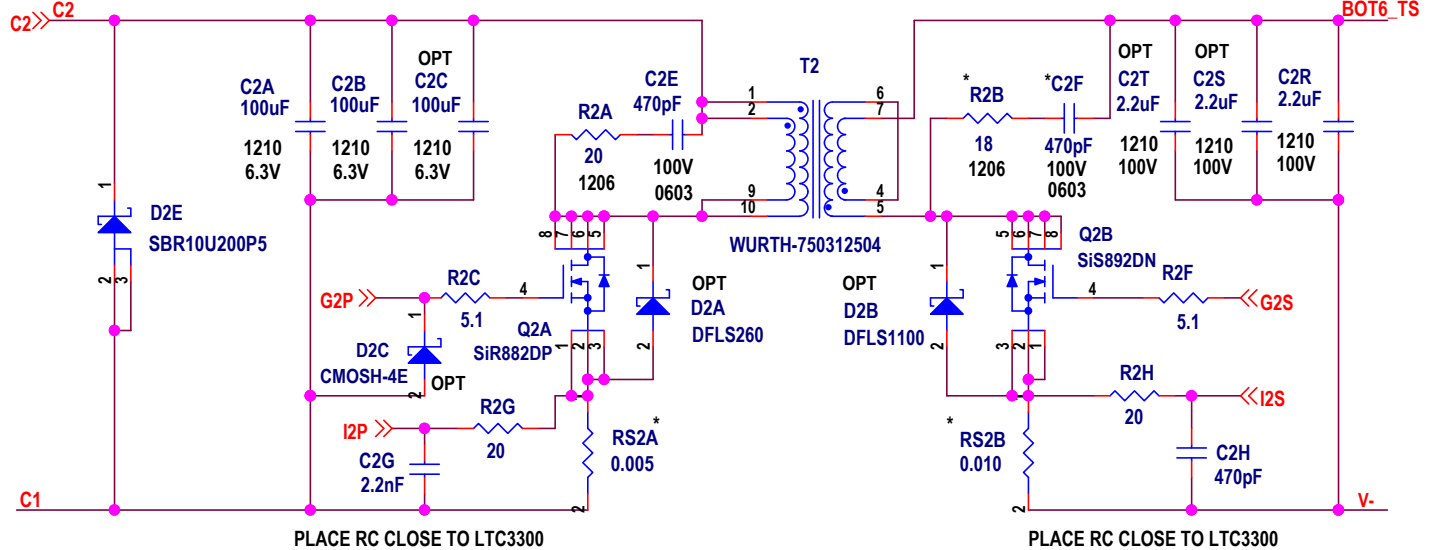 C2 C2
BOT6_TS
C2A
100uF
1210
6.3V
C2B
100uF
1210
6.3V
OPT
C2C
100uF
1210
6.3V
R2A
20
1206
C2E
470pF
100V
0603
T2
1
2
9
10
6
7
4
5
WURTH-750312504
*
R2B
18
1206
*
C2F
470pF
100V
0603
OPT
C2T
2.2uF
1210
100V
OPT
C2S
2.2uF
1210
100V
C2R
2.2uF
1210
100V
1
D2E
SBR10U200P5
2
3
G2P
R2C
5.1
4
8
7
6
5
Q2A
SiR882DP
1
2
3
1
OPT
D2A
DFLS260
2
1
D2C
CMOSH-4E
OPT
2
1
OPT
D2B
DFLS1100
2
5
6
7
8
Q2B
SiS892DN
4
3
2
1
R2F
5.1
G2S
I2P
R2G
20
C2G
2.2nF
RS2A
*
0.005
2
*
RS2B
0.010
2
R2H
20
I2S
C2H
470pF
C1
V-
PLACE RC CLOSE TO LTC3300
PLACE RC CLOSE TO LTC3300